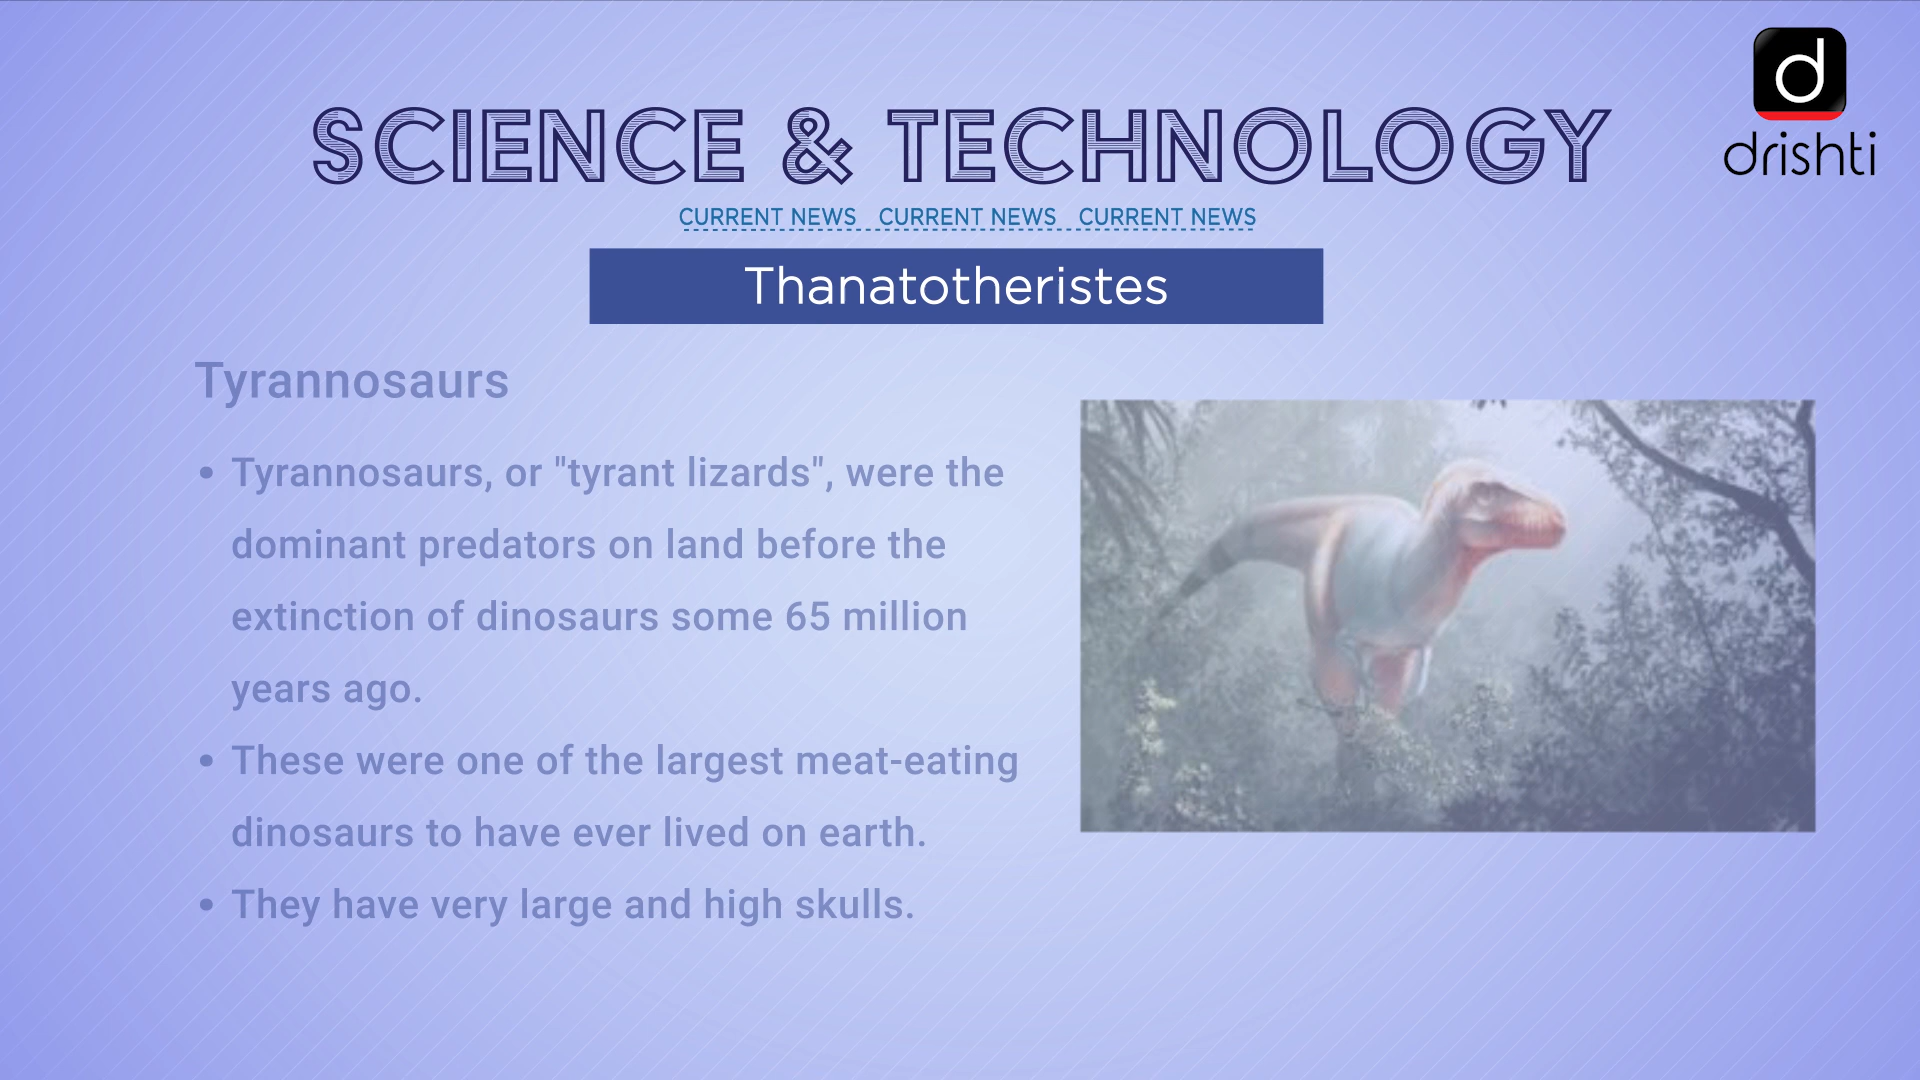 SCIENCE & TECHNOLOGY
d
drishti
CURRENT NEWS CURRENT NEWS CURRENT NEWS
Thanatotheristes
Tyrannosaurs
• Tyrannosaurs, or "tyrant lizards", were the
dominant predators on land before the
extinction of dinosaurs some 65 million
years ago.
• These were one of the largest meat-eating
dinosaurs to have ever lived on earth.
• They have very large and high skulls.